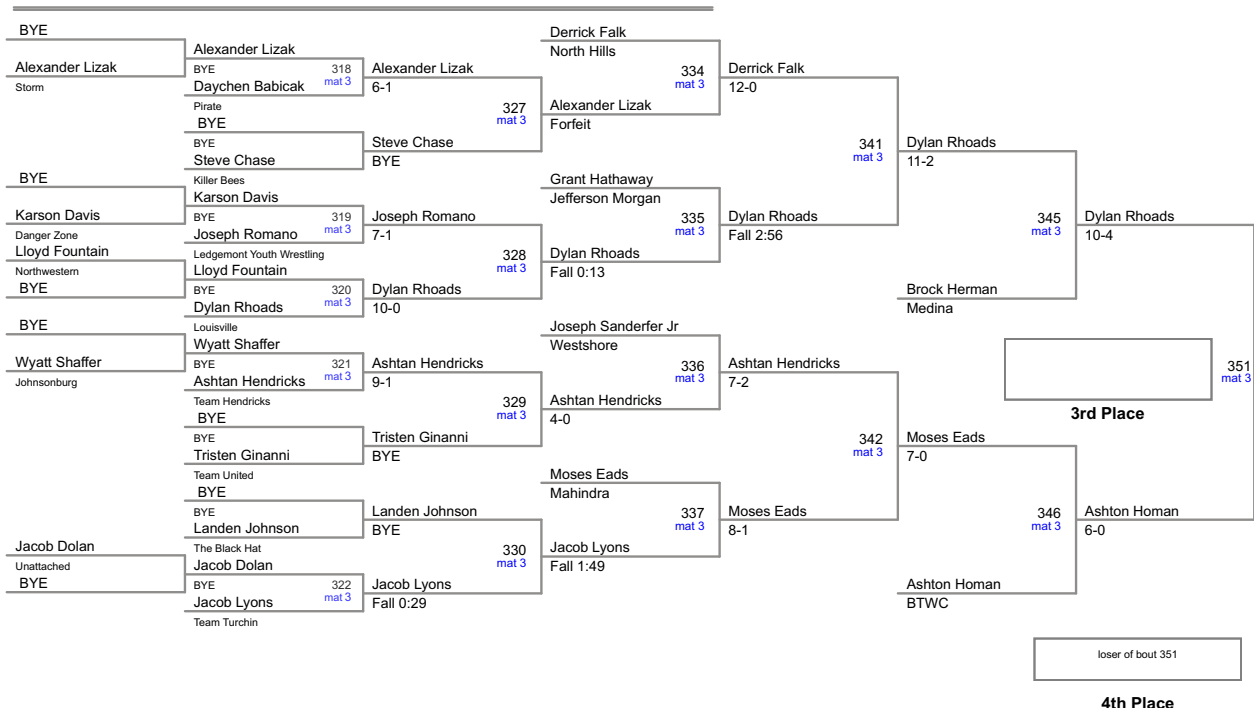 BYE
Alexander Lizak
Storm
BYE
Karson Davis
Danger Zone
Lloyd Fountain
Northwestern
BYE
BYE
Wyatt Shaffer
Johnsonburg
Jacob Dolan
Unattached
BYE
Alexander Lizak
BYE
318
mat 3
Daychen Babicak
Pirate
BYE
BYE
Steve Chase
Killer Bees
Karson Davis
BYE
319
mat 3
Joseph Romano
Ledgemont Youth Wrestling
Lloyd Fountain
BYE
320
mat 3
Dylan Rhoads
Louisville
Wyatt Shaffer
BYE
321
mat 3
Ashtan Hendricks
Team Hendricks
BYE
BYE
Tristen Ginanni
Team United
BYE
BYE
Landen Johnson
The Black Hat
Jacob Dolan
BYE
322
mat 3
Jacob Lyons
Team Turchin
Alexander Lizak
6-1
327
mat 3
Steve Chase
BYE
Joseph Romano
7-1
328
mat 3
Dylan Rhoads
10-0
Ashtan Hendricks
9-1
329
mat 3
Tristen Ginanni
BYE
Landen Johnson
BYE
330
mat 3
Jacob Lyons
Fall 0:29
Derrick Falk
North Hills
334
mat 3
Alexander Lizak
Forfeit
Grant Hathaway
Jefferson Morgan
335
mat 3
Dylan Rhoads
Fall 0:13
Joseph Sanderfer Jr
Westshore
336
mat 3
Ashtan Hendricks
4-0
Moses Eads
Mahindra
337
mat 3
Jacob Lyons
Fall 1:49
Derrick Falk
12-0
341
mat 3
Dylan Rhoads
Fall 2:56
Ashtan Hendricks
7-2
342
mat 3
Moses Eads
8-1
Dylan Rhoads
11-2
345
mat 3
Brock Herman
Medina
Moses Eads
7-0
346
mat 3
Ashton Homan
BTWC
Dylan Rhoads
10-4
351
mat 3
3rd Place
Ashton Homan
6-0
loser of bout 351
4th Place